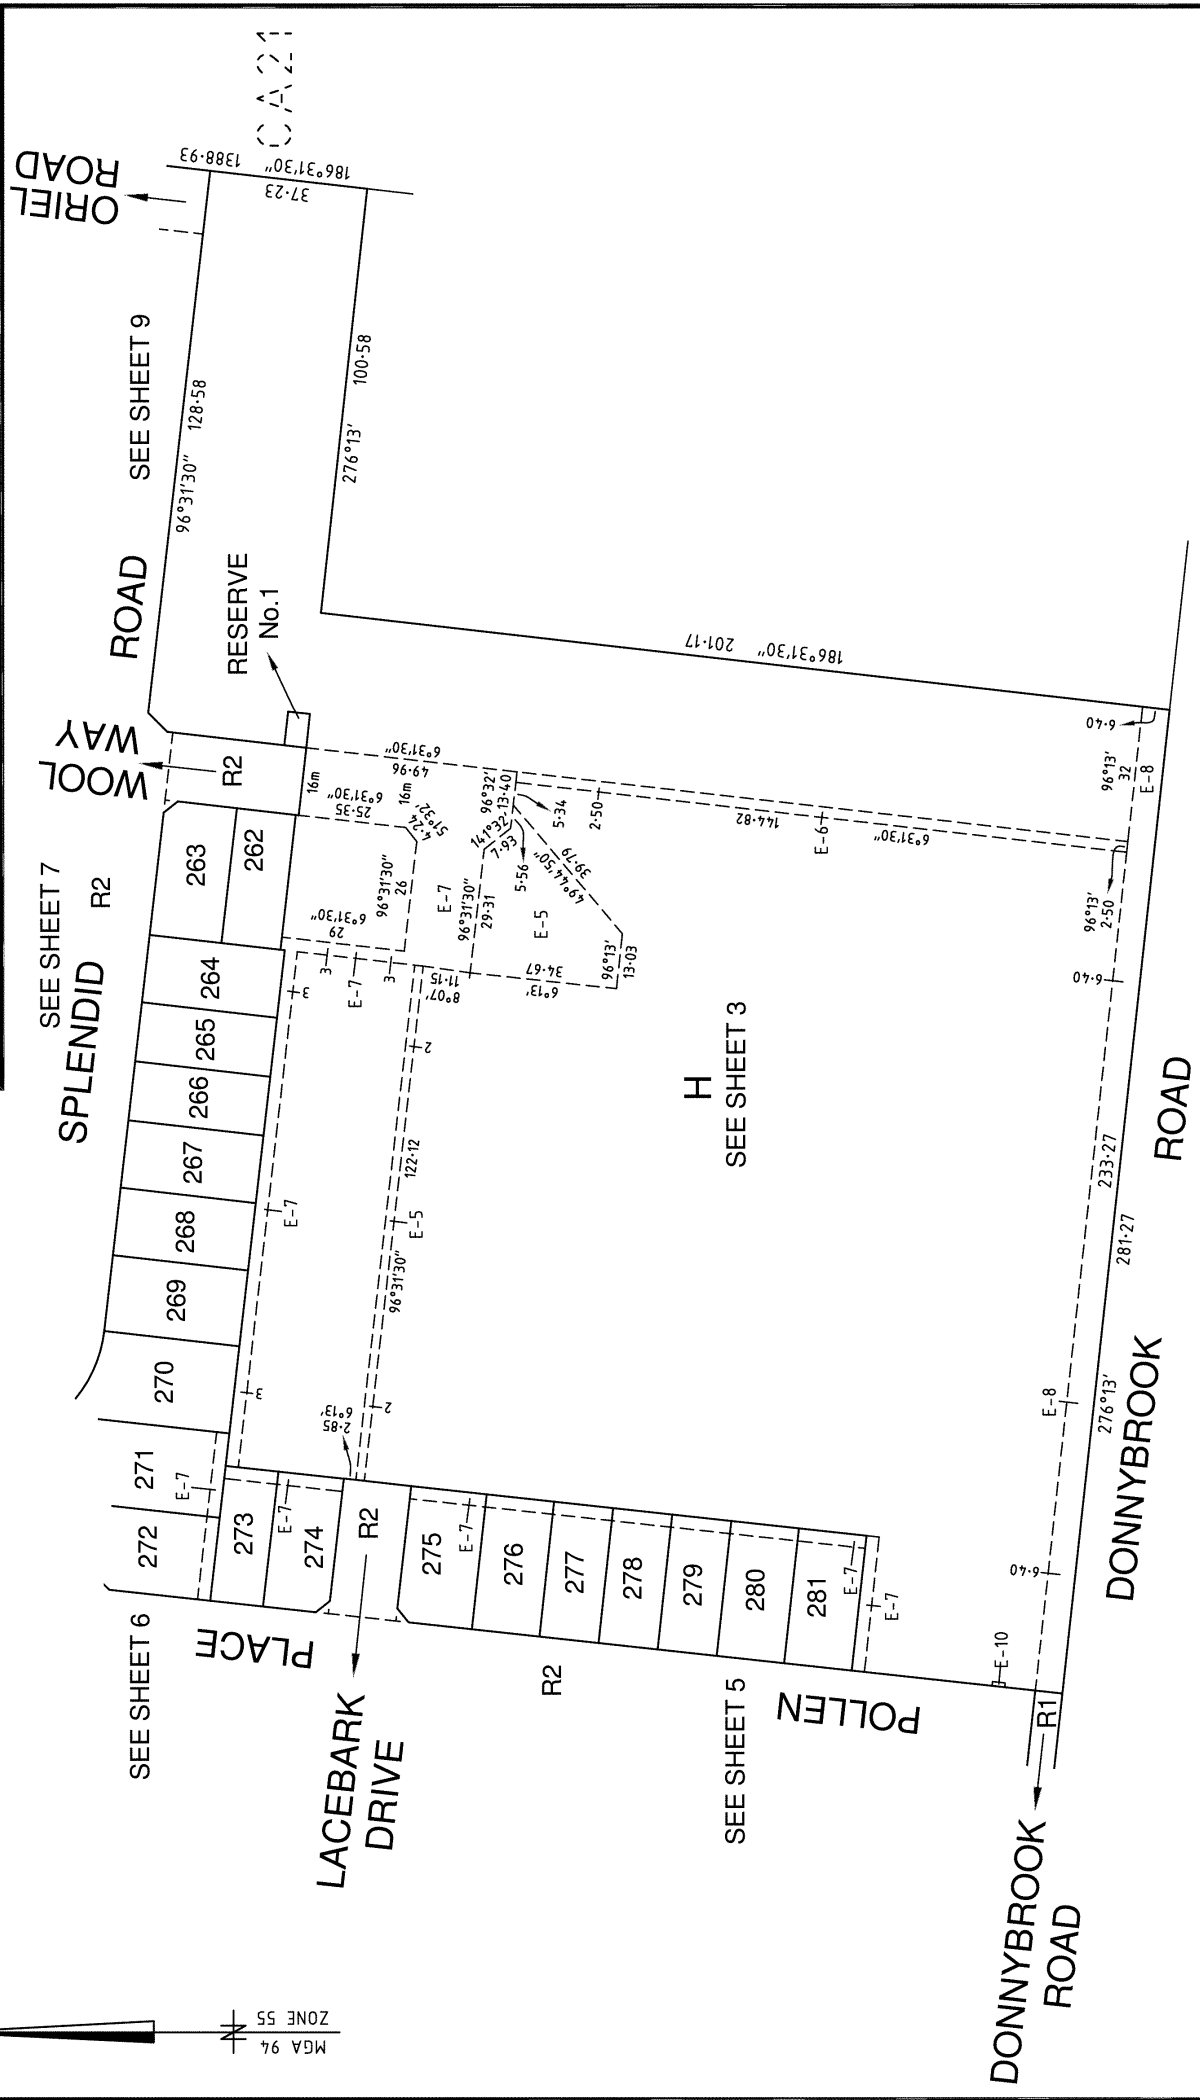 CA21
ORIEL
ROAD
1388·93
186°31'30"
37·23
SEE SHEET 9
96°31'30"
128·58
276°13'
100·58
ROAD
RESERVE
No.1
WOOL
WAY
R2
16m
201·17
186°31'30"
SEE SHEET 7
R2
SPLENDID
263
262
264
265
266
267
268
269
270
271
272
273
274
275
276
277
278
279
280
281
6°31'30"
49·96
16m
6°31'30"
25·35
4·24
51°32'
96°31'30"
26
6°31'30"
29
E-7
96°32'
13·40
141°32'
7·93
5·34
5·56
96°31'30"
29·31
E-5
49°44'50"
39·79
2·50
144·82
E-6
6°31'30"
11·15
8°07'
34·67
6°13'
96°13'
13·03
3
E-7
3
3
E-7
3
2
122·12
E-5
96°31'30"
2
2·85
6°13'
H
SEE SHEET 3
6·40
96°13'
32
E-8
96°13'
2·50
6·40
233·27
281·27
276°13'
E-8
6·40
ROAD
DONNYBROOK
E-7
E-7
R2
E-7
E-7
E-7
E-10
R1
SEE SHEET 6
PLACE
R2
SEE SHEET 5
POLLEN
LACEBARK
DRIVE
DONNYBROOK
ROAD
MGA 94
ZONE 55